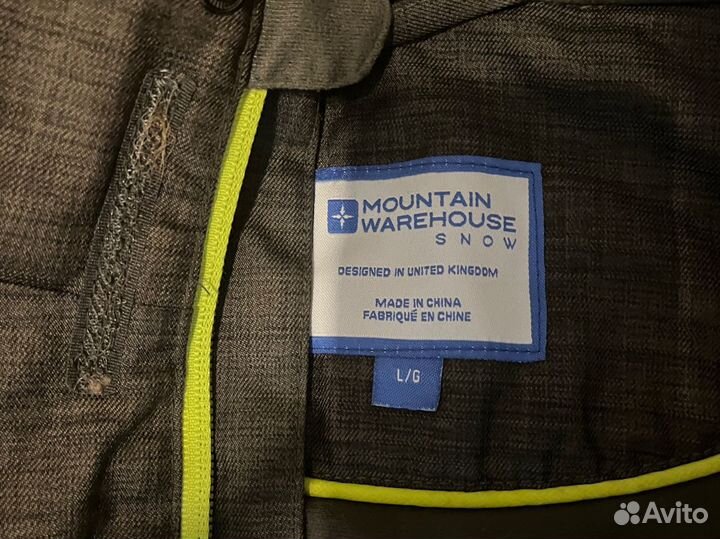 MOUNTAIN
WAREHOUSE
SNOW
DESIGNED IN UNITED KINGDOM
MADE IN CHINA
FABRIQUÉ EN CHINE
L/G
Avito